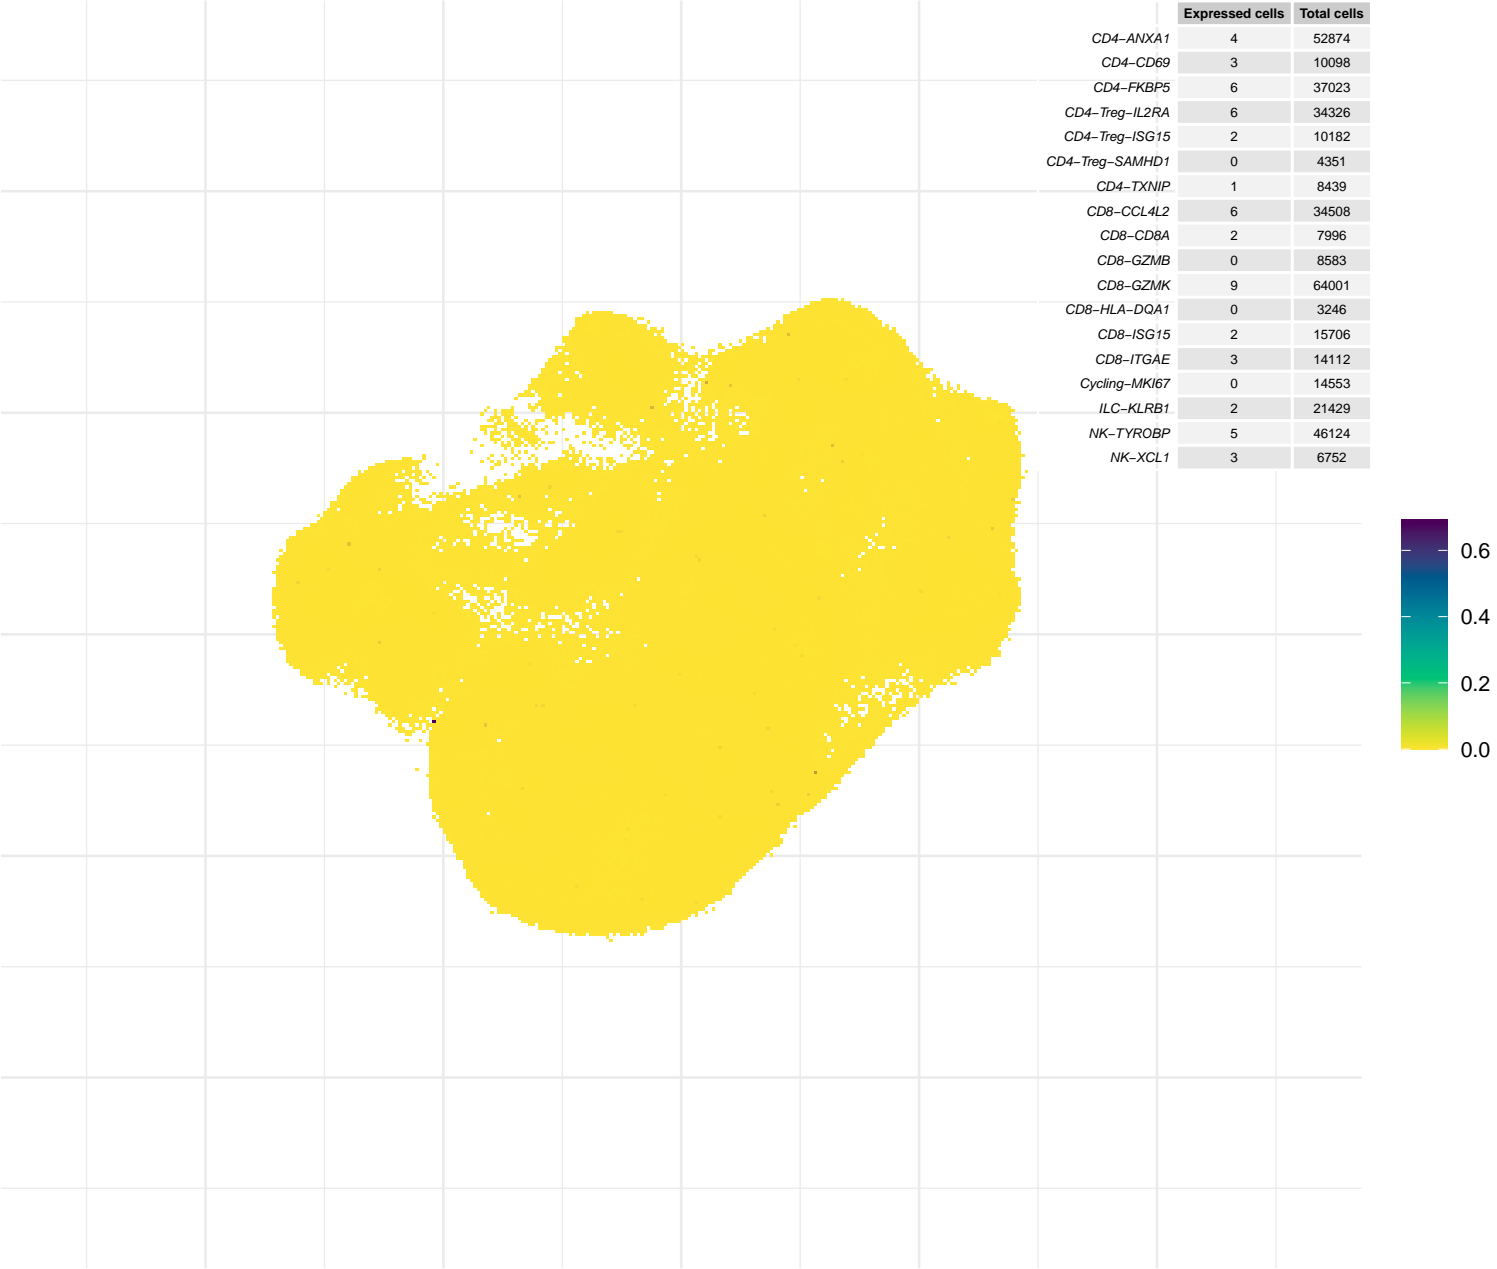 Expressed cells Total cells
CD4−ANXA1 4 52874
CD4−CD69 3 10098
CD4−FKBP5 6 37023
CD4−Treg−IL2RA 6 34326
CD4−Treg−ISG15 2 10182
CD4−Treg−SAMHD1 0 4351
CD4−TXNIP 1 8439
CD8−CCL4L2 6 34508
CD8−CD8A 2 7996
CD8−GZMB 0 8583
CD8−GZMK 9 64001
CD8−HLA−DQA1 0 3246
CD8−ISG15 2 15706
CD8−ITGAE 3 14112
Cycling−MKI67 0 14553
ILC−KLRB1 2 21429
NK−TYROBP 5 46124
NK−XCL1 3 6752
0.6
0.4
0.2
0.0